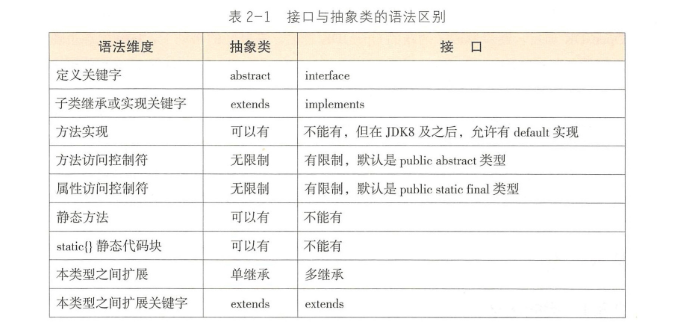 表 2-1 接口与抽象类的语法区别
语法维度 抽象类 接 口
定义关键字 abstract interface
子类继承或实现关键字 extends implements
方法实现 可以有 不能有，但在 JDK8 及之后，允许有 default 实现
方法访问控制符 无限制 有限制，默认是 public abstract 类型
属性访问控制符 无限制 有限制，默认是 public static final 类型
静态方法 可以有 不能有
static{} 静态代码块 可以有 不能有
本类型之间扩展 单继承 多继承
本类型之间扩展关键字 extends extends